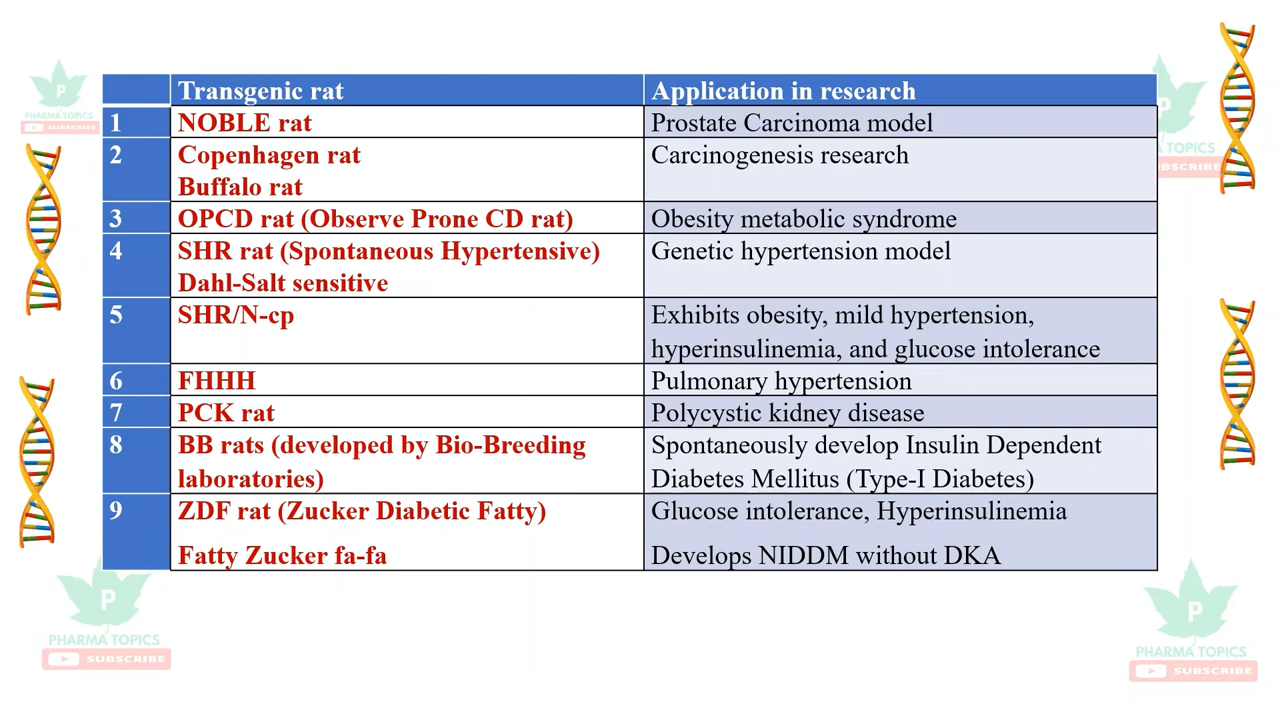 Transgenic rat Application in research
1 NOBLE rat Prostate Carcinoma model
2 Copenhagen rat Carcinogenesis research
Buffalo rat
3 OPCD rat (Observe Prone CD rat) Obesity metabolic syndrome
4 SHR rat (Spontaneous Hypertensive) Genetic hypertension model
Dahl-Salt sensitive
5 SHR/N-cp Exhibits obesity, mild hypertension,
hyperinsulinemia, and glucose intolerance
6 FHHH Pulmonary hypertension
7 PCK rat Polycystic kidney disease
8 BB rats (developed by Bio-Breeding Spontaneously develop Insulin Dependent
laboratories) Diabetes Mellitus (Type-I Diabetes)
9 ZDF rat (Zucker Diabetic Fatty) Glucose intolerance, Hyperinsulinemia
Fatty Zucker fa-fa Develops NIDDM without DKA
P
PHARMA TOPICS
SUBSCRIBE
P
TOPICS
SUBSCRIBE
P
PHARMA TOPICS
SUBSCRIBE
P
PHARMA TOPICS
SUBSCRIBE